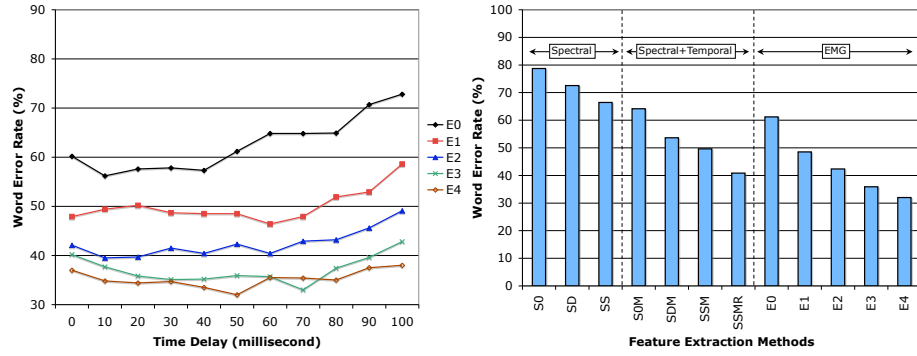 90
80
70
60
50
40
30
Word Error Rate (%)
0 10 20 30 40 50 60 70 80 90 100
Time Delay (millisecond)
E0
E1
E2
E3
E4
100
90
80
70
60
50
40
30
20
10
0
Word Error Rate (%)
Spectral Spectral+Temporal EMG
S0 SD SS S0M SDM SSM SSMR E0 E1 E2 E3 E4
Feature Extraction Methods